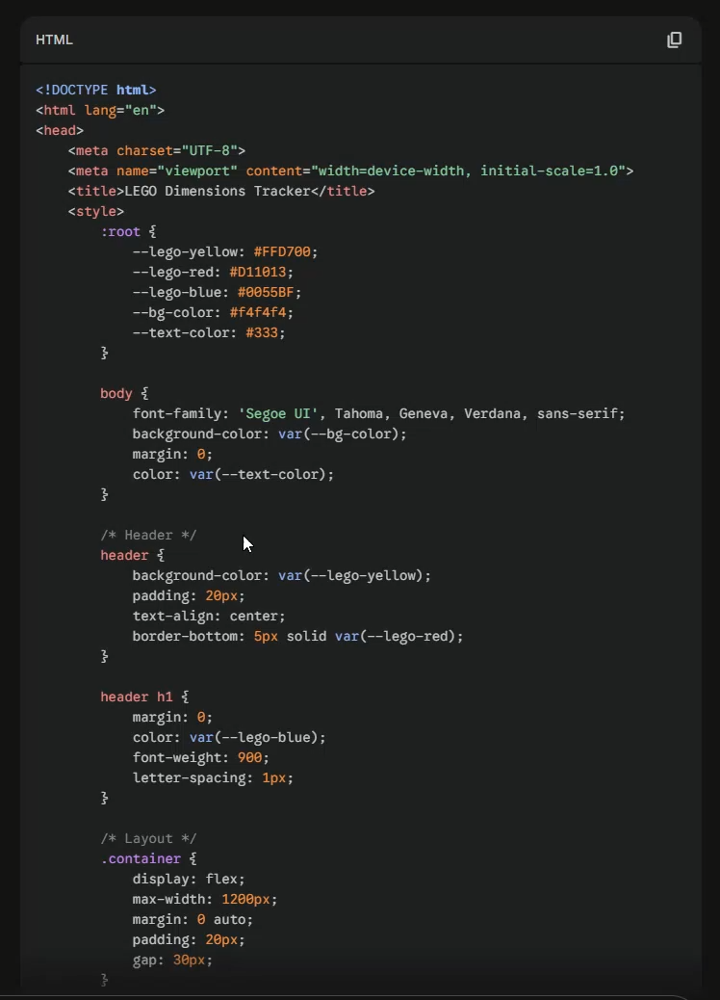 HTML
<!DOCTYPE html>
<html lang="en">
<head>
    <meta charset="UTF-8">
    <meta name="viewport" content="width=device-width, initial-scale=1.0">
    <title>LEGO Dimensions Tracker</title>
    <style>
        :root {
            --lego-yellow: #FFD700;
            --lego-red: #D11013;
            --lego-blue: #0055BF;
            --bg-color: #f4f4f4;
            --text-color: #333;
        }

        body {
            font-family: 'Segoe UI', Tahoma, Geneva, Verdana, sans-serif;
            background-color: var(--bg-color);
            margin: 0;
            color: var(--text-color);
        }

        /* Header */
        header {
            background-color: var(--lego-yellow);
            padding: 20px;
            text-align: center;
            border-bottom: 5px solid var(--lego-red);
        }

        header h1 {
            margin: 0;
            color: var(--lego-blue);
            font-weight: 900;
            letter-spacing: 1px;
        }

        /* Layout */
        .container {
            display: flex;
            max-width: 1200px;
            margin: 0 auto;
            padding: 20px;
            gap: 30px;
        }